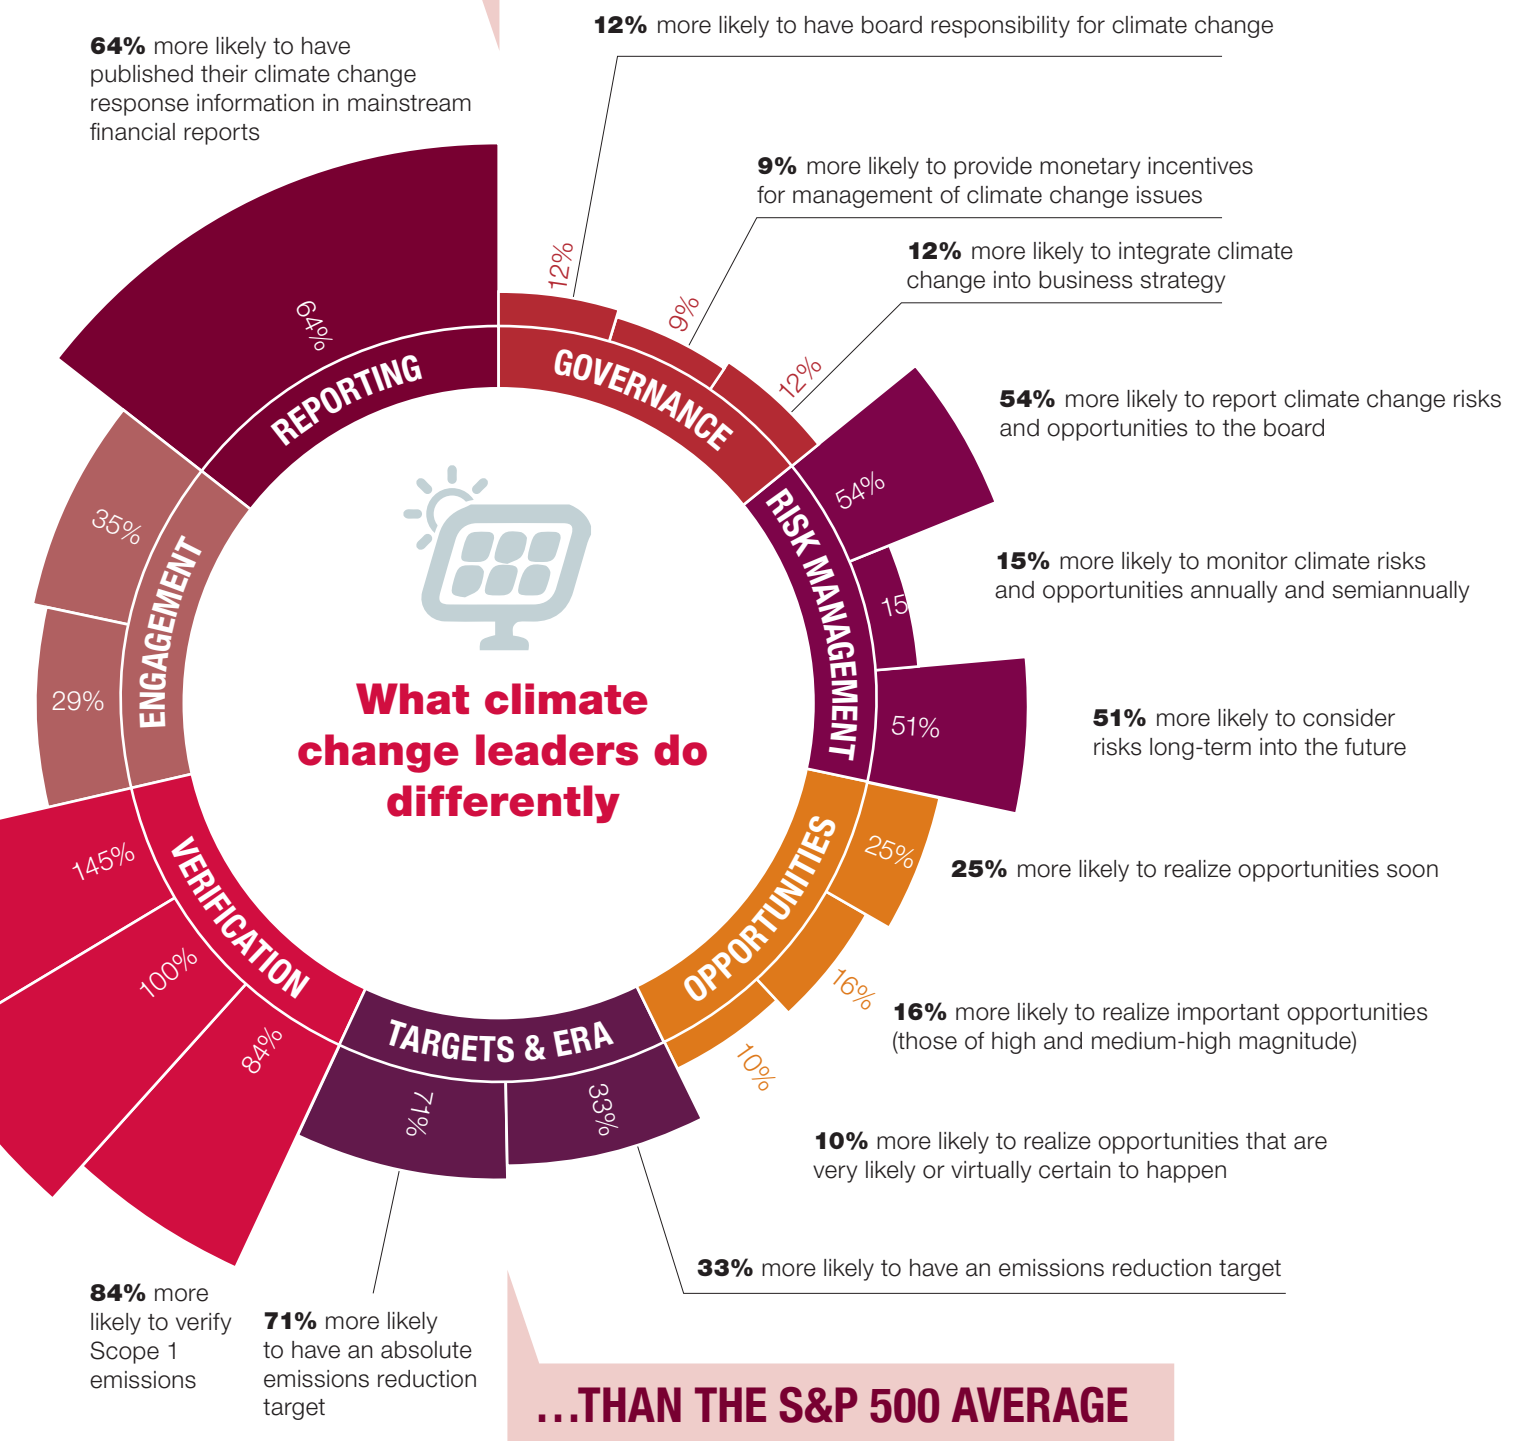 64% more likely to have
published their climate change
response information in mainstream
financial reports
12% more likely to have board responsibility for climate change
9% more likely to provide monetary incentives
for management of climate change issues
12% more likely to integrate climate
change into business strategy
54% more likely to report climate change risks
and opportunities to the board
15% more likely to monitor climate risks
and opportunities annually and semiannually
51% more likely to consider
risks long-term into the future
25% more likely to realize opportunities soon
16% more likely to realize important opportunities
(those of high and medium-high magnitude)
10% more likely to realize opportunities that are
very likely or virtually certain to happen
33% more likely to have an emissions reduction target
71% more likely
to have an absolute
emissions reduction
target
84% more
likely to verify
Scope 1
emissions
GOVERNANCE
12%
9%
12%
RISK MANAGEMENT
54%
15
51%
OPPORTUNITIES
25%
16%
10%
TARGETS & ERA
33%
71%
VERIFICATION
84%
100%
145%
ENGAGEMENT
29%
35%
REPORTING
64%
What climate
change leaders do
differently
...THAN THE S&P 500 AVERAGE